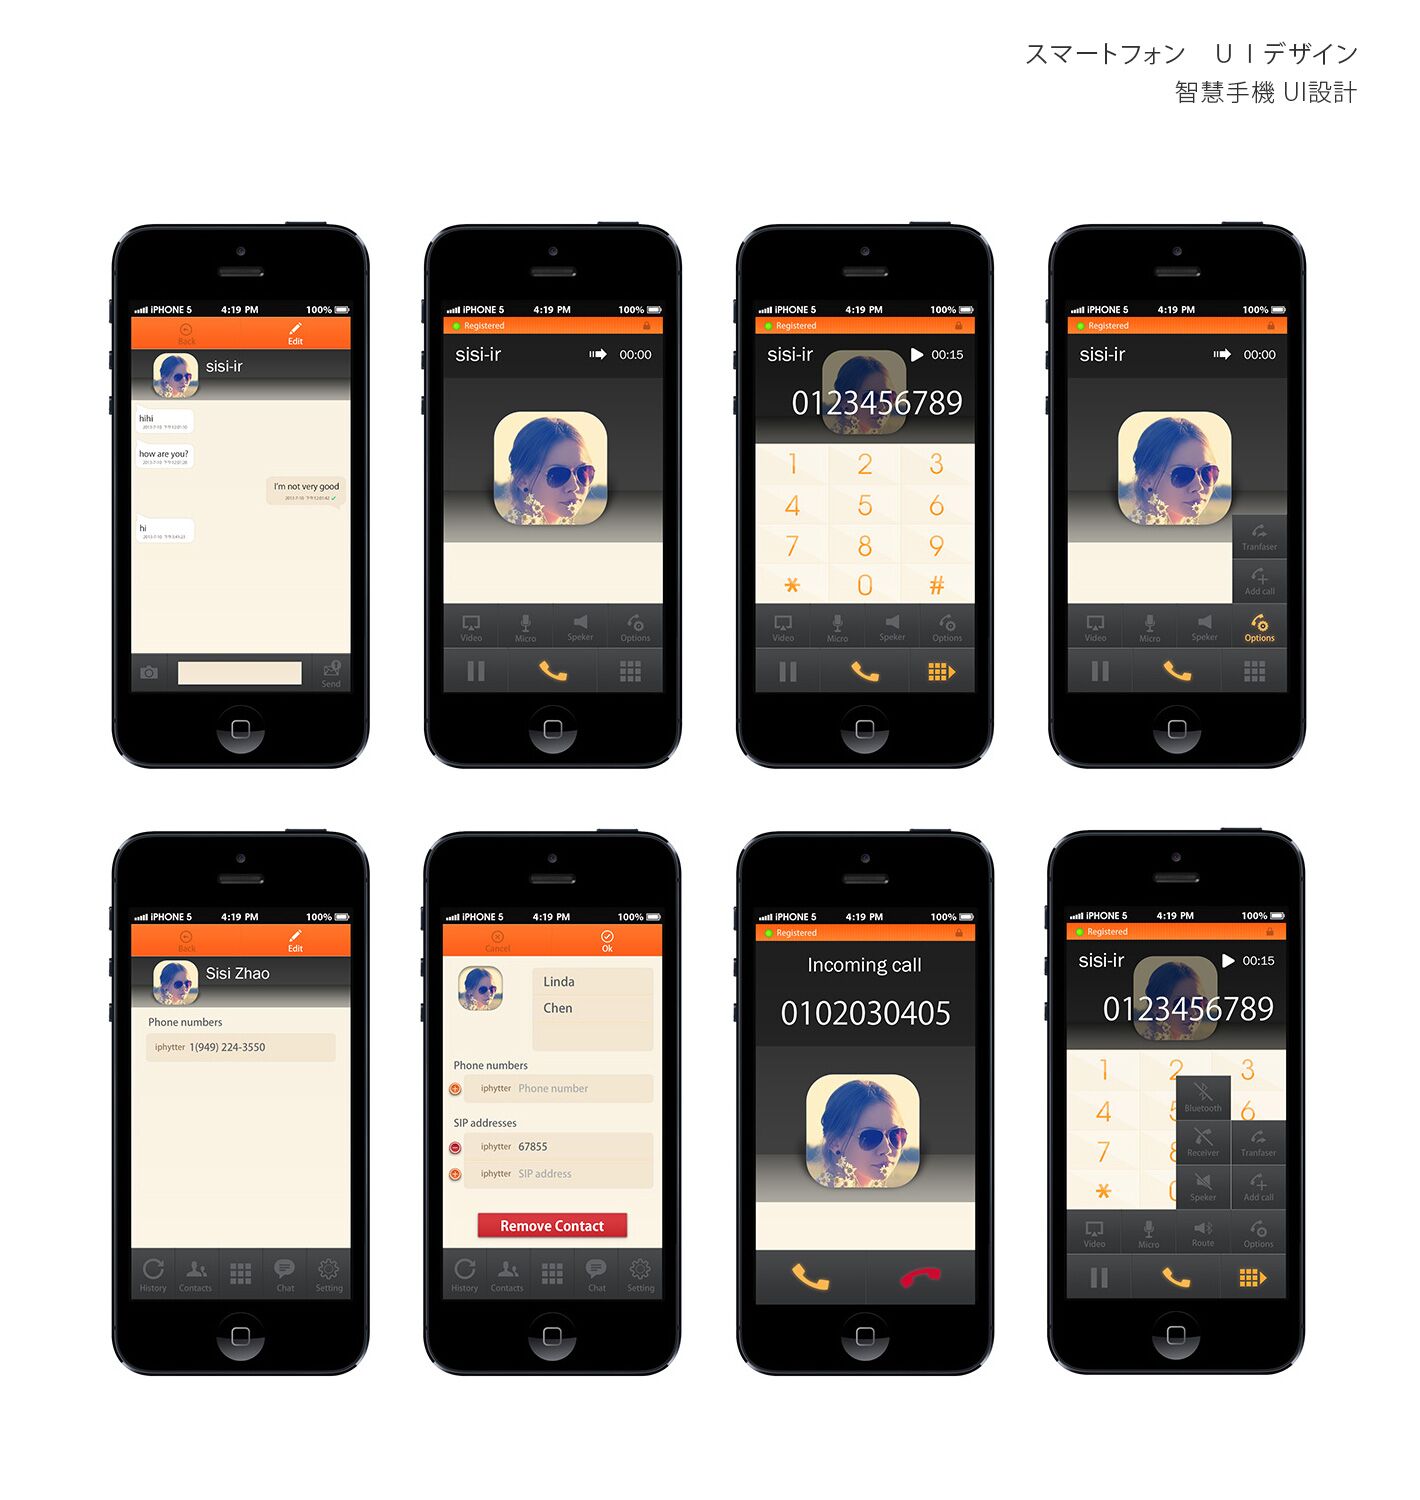 スマートフォン　ＵＩデザイン
智慧手機 UI設計
iPHONE 5 4:19 PM 100%
Back Edit
sisi-ir
hihi
how are you?
I'm not very good
hi
Send
iPHONE 5 4:19 PM 100%
Registered
sisi-ir 00:00
Video Micro Speker Options
iPHONE 5 4:19 PM 100%
Registered
sisi-ir 00:15
0123456789
1 2 3
4 5 6
7 8 9
* 0 #
Video Micro Speker Options
iPHONE 5 4:19 PM 100%
Registered
sisi-ir 00:00
Tranfaser
Add call
Video Micro Speker Options
iPHONE 5 4:19 PM 100%
Back Edit
Sisi Zhao
Phone numbers
iphytter 1(949) 224-3550
History Contacts Chat Setting
iPHONE 5 4:19 PM 100%
Cancel Ok
Linda
Chen
Phone numbers
iphytter Phone number
SIP addresses
iphytter 67855
iphytter SIP address
Remove Contact
History Contacts Chat Setting
iPHONE 5 4:19 PM 100%
Registered
Incoming call
0102030405
iPHONE 5 4:19 PM 100%
Registered
sisi-ir 00:15
0123456789
1 2 3
Bluetooth
4 5 6
7 8
Receiver Tranfaser
* 0
Speker Add call
Video Micro Route Options